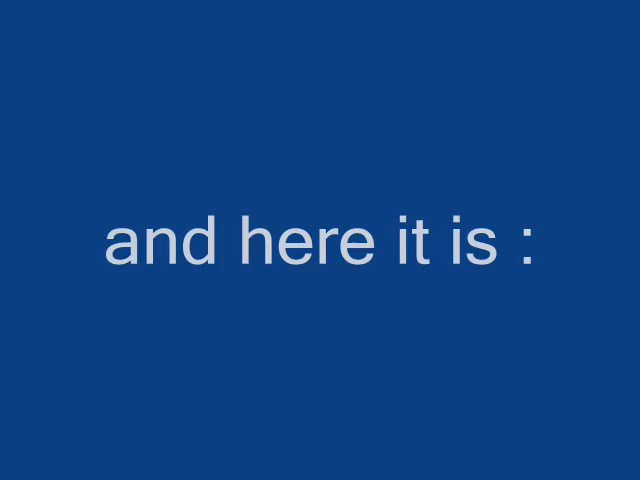 and here it is :